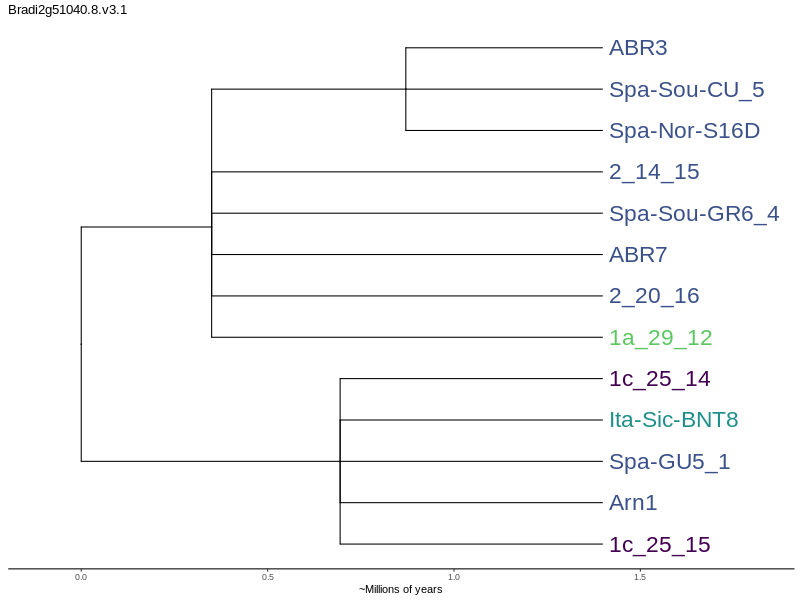 Bradi2g51040.8.v3.1
ABR3
Spa-Sou-CU_5
Spa-Nor-S16D
2_14_15
Spa-Sou-GR6_4
ABR7
2_20_16
1a_29_12
1c_25_14
Ita-Sic-BNT8
Spa-GU5_1
Arn1
1c_25_15
0.0 0.5 1.0 1.5
~Millions of years